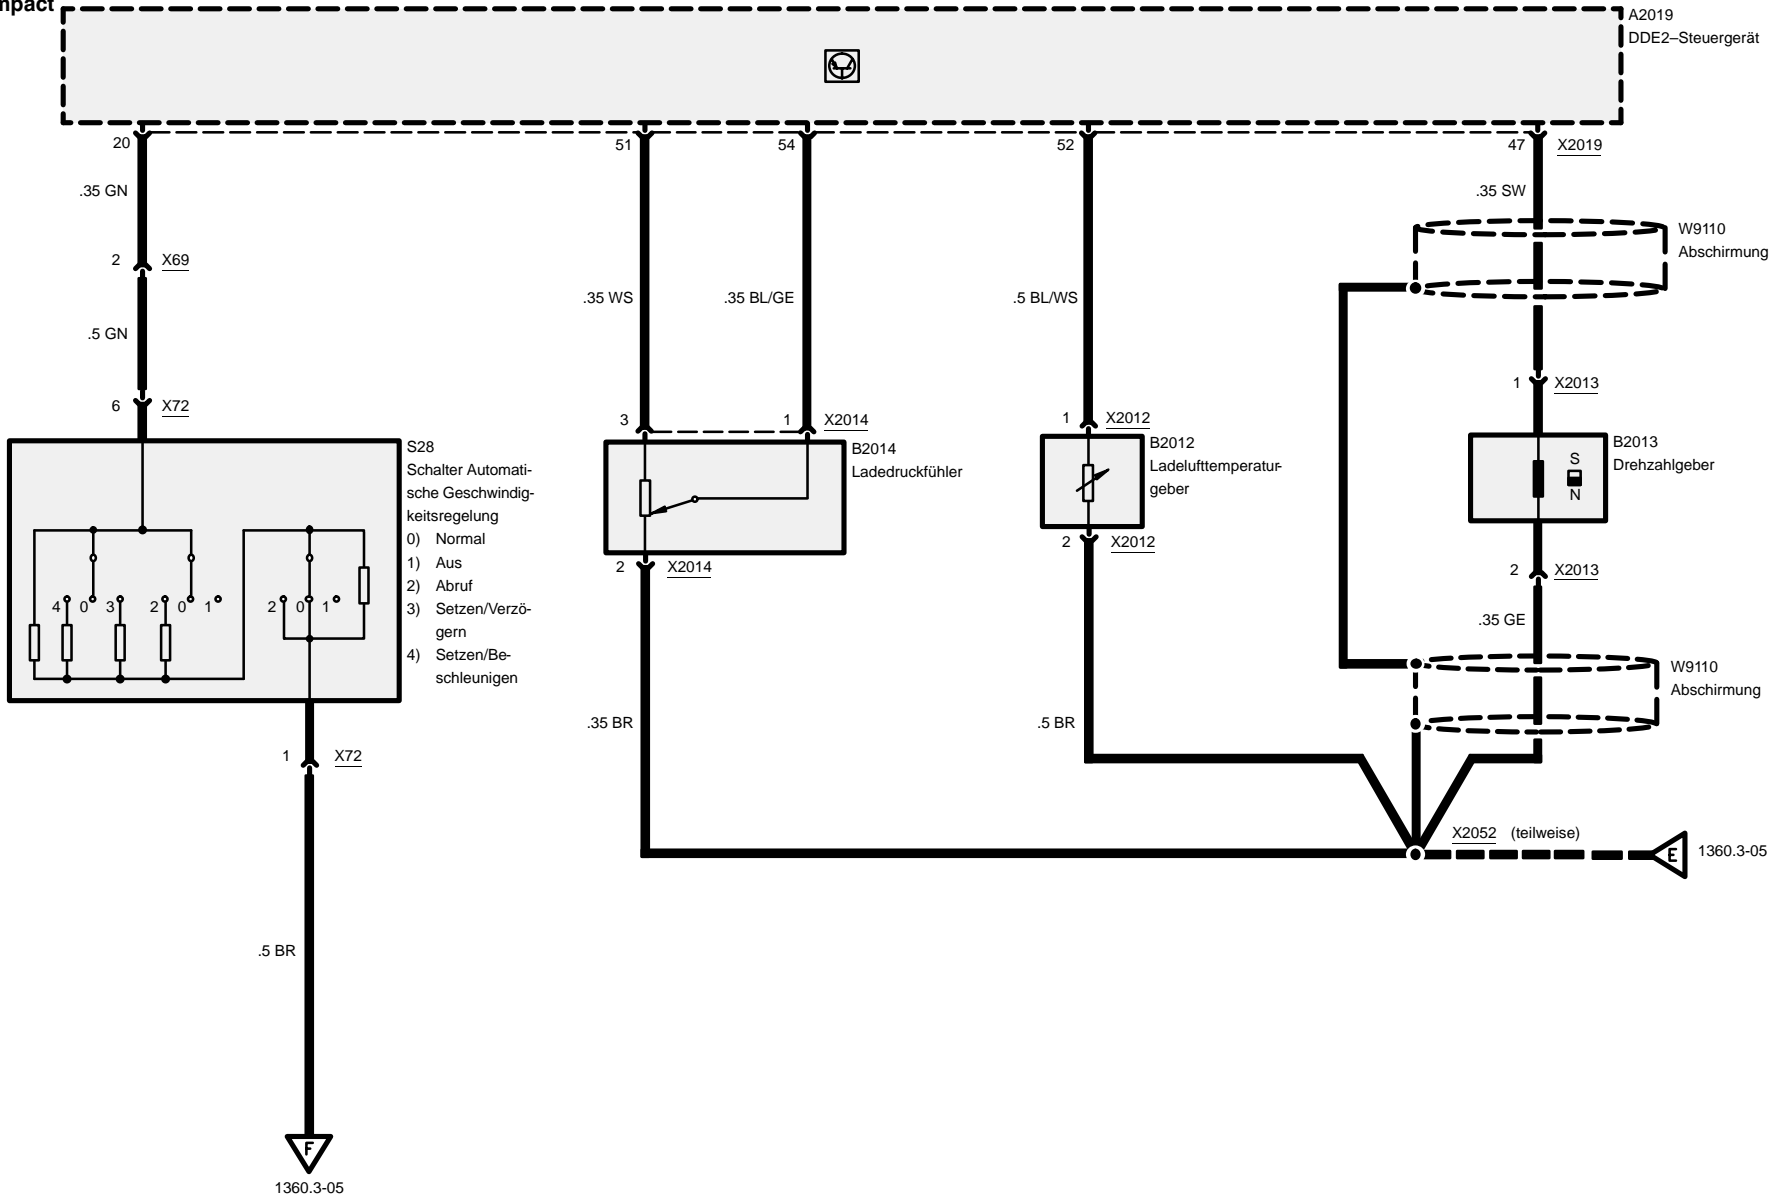 mpact
A2019
DDE2–Steuergerät
20
51
54
52
47
X2019
.35 GN
.35 SW
W9110
Abschirmung
2
X69
.35 WS
.35 BL/GE
.5 BL/WS
.5 GN
1
X2013
6
X72
3
1
X2014
1
X2012
S28
Schalter Automati-
sche Geschwindig-
keitsregelung
0) Normal
1) Aus
2) Abruf
3) Setzen/Verzö-
gern
4) Setzen/Be-
schleunigen
B2014
Ladedruckfühler
B2012
Ladelufttemperatur-
geber
B2013
Drehzahlgeber
S
N
4 0 3 2 0 1
2 0 1
2
X2014
2
X2012
2
X2013
.35 GE
W9110
Abschirmung
.35 BR
.5 BR
1
X72
X2052 (teilweise)
E
1360.3-05
.5 BR
F
1360.3-05